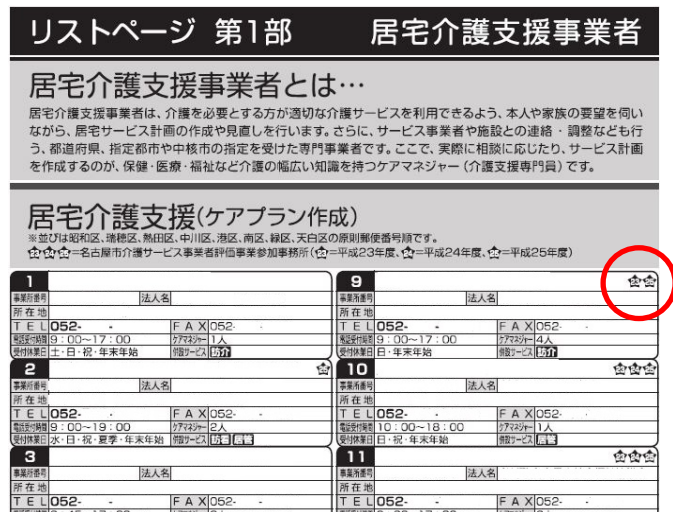 リストページ 第1部 居宅介護支援事業者
居宅介護支援事業者とは…
居宅介護支援事業者は、介護を必要とする方が適切な介護サービスを利用できるよう、本人や家族の要望を伺い
ながら、居宅サービス計画の作成や見直しを行います。さらに、サービス事業者や施設との連絡・調整なども行
う、都道府県、指定都市や中核市の指定を受けた専門事業者です。ここで、実際に相談に応じたり、サービス計画
を作成するのが、保健・医療・福祉など介護の幅広い知識を持つケアマネジャー(介護支援専門員)です。
居宅介護支援(ケアプラン作成)
※並びは昭和区、瑞穂区、熱田区、中川区、港区、南区、緑区、天白区の原則郵便番号順です。
=名古屋市介護サービス事業者評価事業参加事務所(=平成23年度、=平成24年度、=平成25年度)
1
事業所番号 法人名
所在地
TEL 052- - FAX 052- -
電話受付時間 9:00~17:00 ケアマネジャー 1人
受付休業日 土・日・祝・年末年始 併設サービス 訪介
2
事業所番号 法人名
所在地
TEL 052- - FAX 052- -
電話受付時間 9:00~19:00 ケアマネジャー 2人
受付休業日 水・日・祝・夏季・年末年始 併設サービス 訪看 居管
3
事業所番号 法人名
所在地
TEL 052- - FAX 052- -
9
事業所番号 法人名
所在地
TEL 052- - FAX 052- -
電話受付時間 9:00~17:00 ケアマネジャー 4人
受付休業日 日・年末年始 併設サービス 訪介
10
事業所番号 法人名
所在地
TEL 052- - FAX 052- -
電話受付時間 10:00~18:00 ケアマネジャー 1人
受付休業日 日・祝・年末年始 併設サービス 居管
11
事業所番号 法人名
所在地
TEL 052- - FAX 052- -